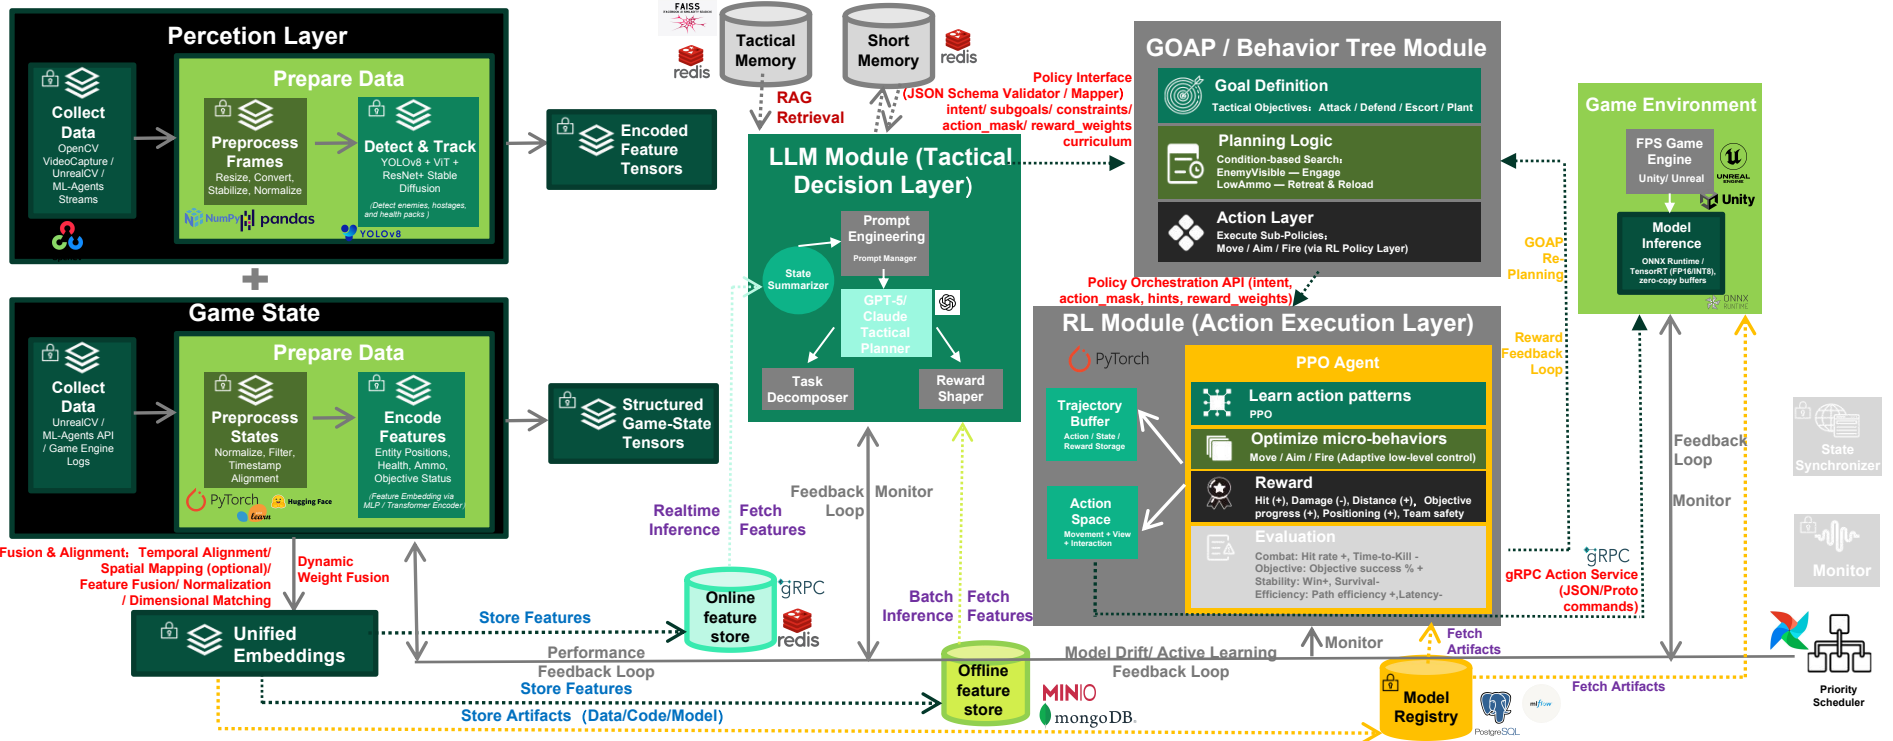 Percetion Layer
Collect
Data
OpenCV
VideoCapture /
UnrealCV /
ML-Agents
Streams
Prepare Data
Preprocess
Frames
Resize, Convert,
Stabilize, Normalize
NumPy
pandas
Detect & Track
YOLOv8 + ViT +
ResNet+ Stable
Diffusion
(Detect enemies, hostages,
and health packs )
YOLOv8
Encoded
Feature
Tensors
Game State
Collect
Data
UnrealCV /
ML-Agents API
/ Game Engine
Logs
Prepare Data
Preprocess
States
Normalize, Filter,
Timestamp
Alignment
PyTorch
learn
Hugging Face
Encode
Features
Entity Positions,
Health, Ammo,
Objective Status
(Feature Embedding via
MLP / Transformer Encoder)
Structured
Game-State
Tensors
Fusion & Alignment: Temporal Alignment/
Spatial Mapping (optional)/
Feature Fusion/ Normalization
/ Dimensional Matching
Dynamic
Weight Fusion
Unified
Embeddings
Store Features
Performance
Feedback Loop
Store Features
Store Artifacts (Data/Code/Model)
FAISS
redis
Tactical
Memory
Short
Memory
redis
RAG
Retrieval
Policy Interface
(JSON Schema Validator / Mapper)
intent/ subgoals/ constraints/
action_mask/ reward_weights
curriculum
LLM Module (Tactical
Decision Layer)
State
Summarizer
Prompt
Engineering
Prompt Manager
GPT-5/
Claude
Tactical
Planner
Task
Decomposer
Reward
Shaper
Realtime
Inference
Fetch
Features
Feedback
Loop
Monitor
Online
feature
store
gRPC
redis
Batch
Inference
Fetch
Features
Offline
feature
store
MINIO
mongoDB
Model Drift/ Active Learning
Feedback Loop
GOAP / Behavior Tree Module
Goal Definition
Tactical Objectives: Attack / Defend / Escort / Plant
Planning Logic
Condition-based Search:
EnemyVisible — Engage
LowAmmo — Retreat & Reload
Action Layer
Execute Sub-Policies:
Move / Aim / Fire (via RL Policy Layer)
Policy Orchestration API (intent,
action_mask, hints, reward_weights)
RL Module (Action Execution Layer)
PyTorch
Trajectory
Buffer
Action / State /
Reward Storage
Action
Space
Movement + View
+ Interaction
PPO Agent
Learn action patterns
PPO
Optimize micro-behaviors
Move / Aim / Fire (Adaptive low-level control)
Reward
Hit (+), Damage (-), Distance (+), Objective
progress (+), Positioning (+), Team safety
Evaluation
Combat: Hit rate +, Time-to-Kill -
Objective: Objective success % +
Stability: Win+, Survival-
Efficiency: Path efficiency +,Latency-
Monitor
Fetch
Artifacts
Model
Registry
PostgreSQL
mlflow
Fetch Artifacts
GOAP
Re-
Planning
Reward
Feedback
Loop
gRPC
gRPC Action Service
(JSON/Proto
commands)
Game Environment
FPS Game
Engine
Unity/ Unreal
UNREAL
ENGINE
Unity
Model
Inference
ONNX Runtime /
TensorRT (FP16/INT8),
zero-copy buffers
ONNX
RUNTIME
Feedback
Loop
Monitor
State
Synchronizer
Monitor
Priority
Scheduler